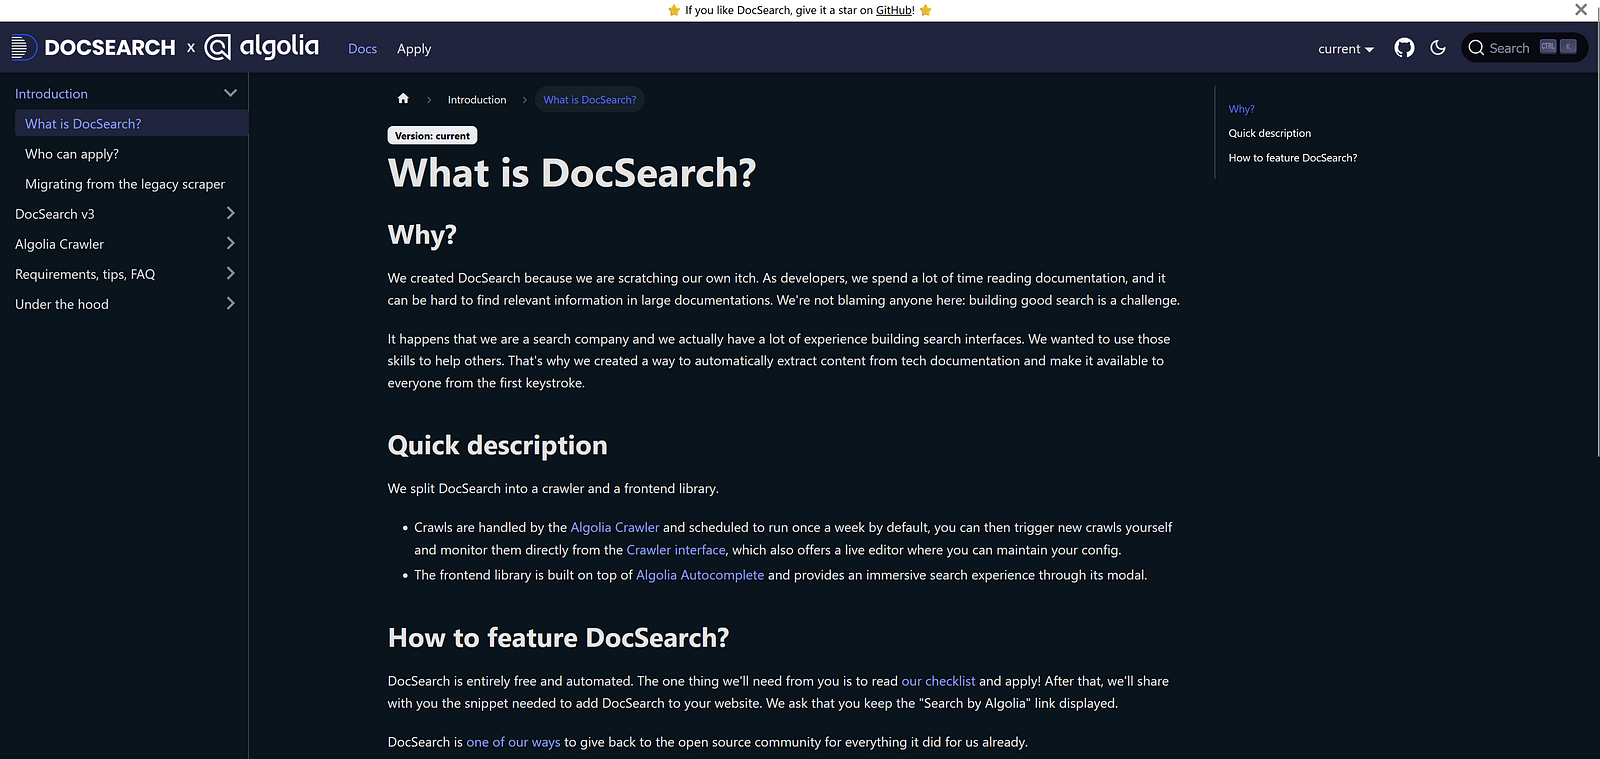 ⭐ If you like DocSearch, give it a star on GitHub! ⭐
DOCSEARCH x algolia
Docs
Apply
current
Search
CTRL
K
Introduction
What is DocSearch?
Who can apply?
Migrating from the legacy scraper
DocSearch v3
Algolia Crawler
Requirements, tips, FAQ
Under the hood
Introduction
What is DocSearch?
Version: current
What is DocSearch?
Why?
We created DocSearch because we are scratching our own itch. As developers, we spend a lot of time reading documentation, and it
can be hard to find relevant information in large documentations. We're not blaming anyone here: building good search is a challenge.
It happens that we are a search company and we actually have a lot of experience building search interfaces. We wanted to use those
skills to help others. That's why we created a way to automatically extract content from tech documentation and make it available to
everyone from the first keystroke.
Quick description
We split DocSearch into a crawler and a frontend library.
• Crawls are handled by the Algolia Crawler and scheduled to run once a week by default, you can then trigger new crawls yourself
and monitor them directly from the Crawler interface, which also offers a live editor where you can maintain your config.
• The frontend library is built on top of Algolia Autocomplete and provides an immersive search experience through its modal.
How to feature DocSearch?
DocSearch is entirely free and automated. The one thing we'll need from you is to read our checklist and apply! After that, we'll share
with you the snippet needed to add DocSearch to your website. We ask that you keep the "Search by Algolia" link displayed.
DocSearch is one of our ways to give back to the open source community for everything it did for us already.
Why?
Quick description
How to feature DocSearch?